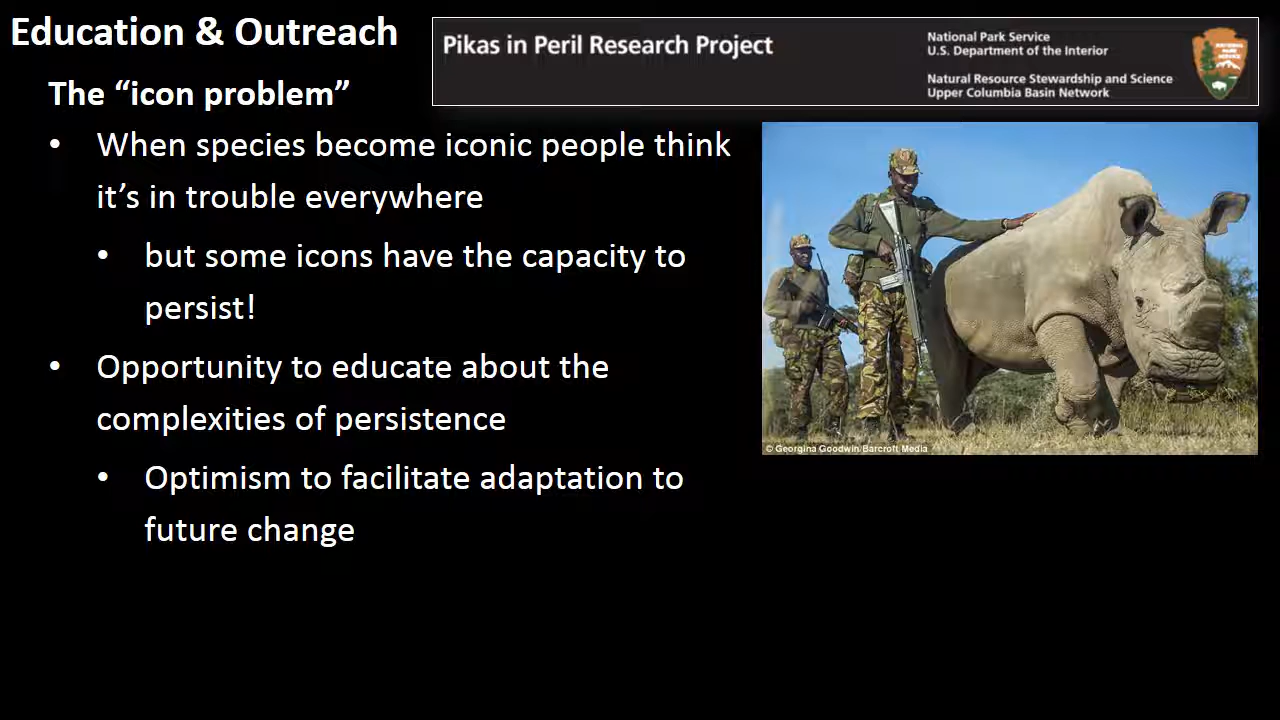 Education & Outreach
Pikas in Peril Research Project
National Park Service
U.S. Department of the Interior
Natural Resource Stewardship and Science
Upper Columbia Basin Network
NATIONAL
PARK
SERVICE
The “icon problem”
• When species become iconic people think
it’s in trouble everywhere
• but some icons have the capacity to
persist!
• Opportunity to educate about the
complexities of persistence
• Optimism to facilitate adaptation to
future change
© Georgina Goodwin Barcroft Media